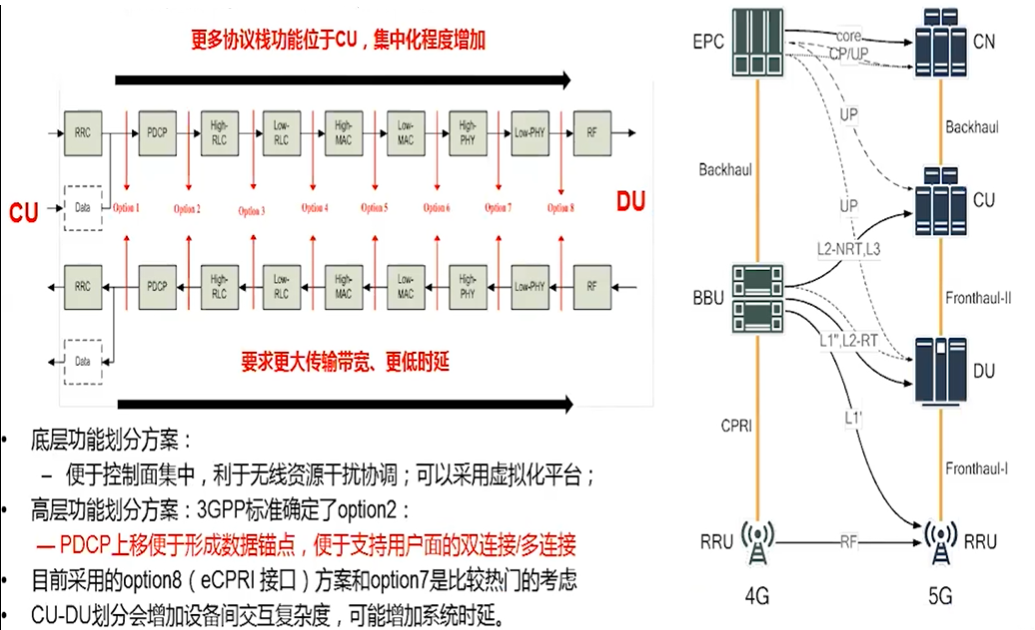 更多协议栈功能位于CU，集中化程度增加
RRC PDCP High-RLC Low-RLC High-MAC Low-MAC High-PHY Low-PHY RF
Data
CU Option 1 Option 2 Option 3 Option 4 Option 5 Option 6 Option 7 Option 8 DU
RRC PDCP High-RLC Low-RLC High-MAC Low-MAC High-PHY Low-PHY RF
Data
要求更大传输带宽、更低时延
• 底层功能划分方案：
– 便于控制面集中，利于无线资源干扰协调；可以采用虚拟化平台；
• 高层功能划分方案：3GPP标准确定了option2：
— PDCP上移便于形成数据锚点，便于支持用户面的双连接/多连接
• 目前采用的option8（eCPRI 接口）方案和option7是比较热门的考虑
• CU-DU划分会增加设备间交互复杂度，可能增加系统时延。
EPC core CN
CP/UP
UP Backhaul
Backhaul
UP CU
L2-NRT,L3
BBU Fronthaul-II
L1'',L2-RT
DU
CPRI L1'
Fronthaul-I
RRU RF RRU
4G 5G